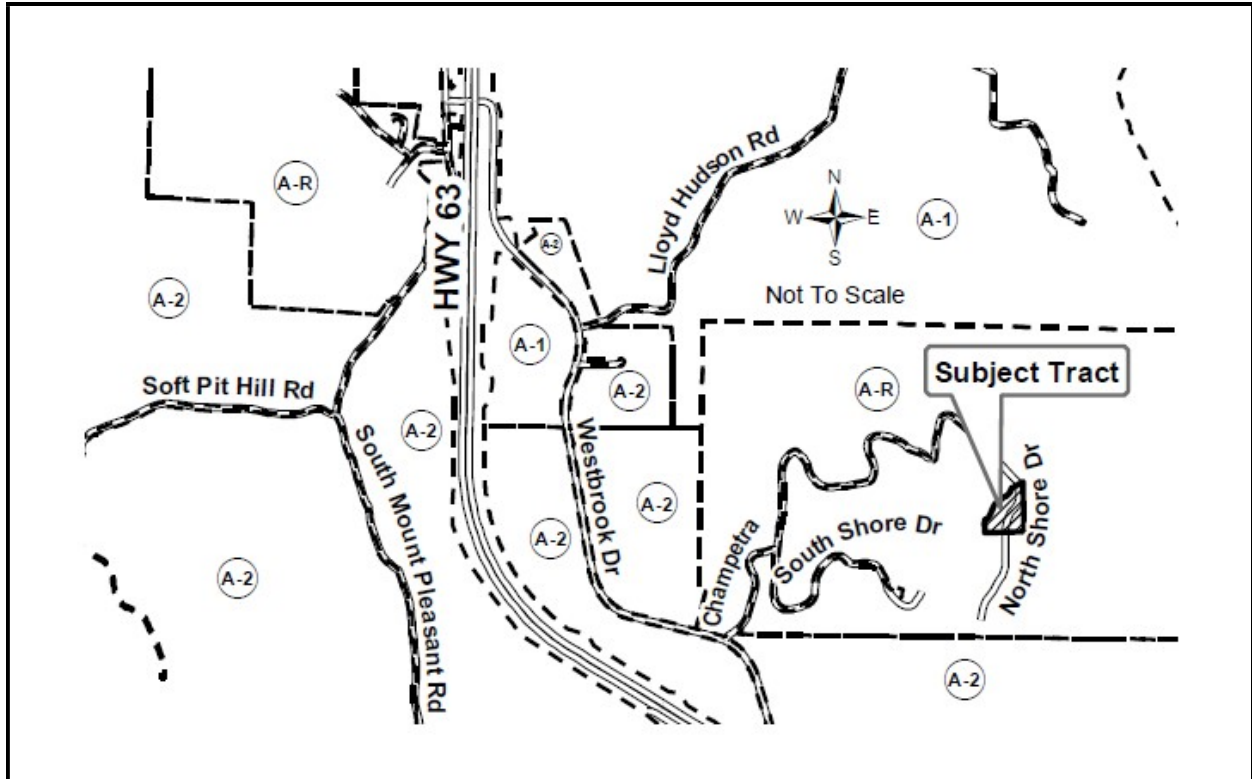 A-R
HWY 63
Lloyd Hudson Rd
A-2
N
W E
S
A-1
A-2
Not To Scale
A-1
A-2
A-R
Subject Tract
Soft Pit Hill Rd
A-2
South Mount Pleasant Rd
Westbrook Dr
A-2
A-2
A-2
Champetra
South Shore Dr
North Shore Dr
A-2